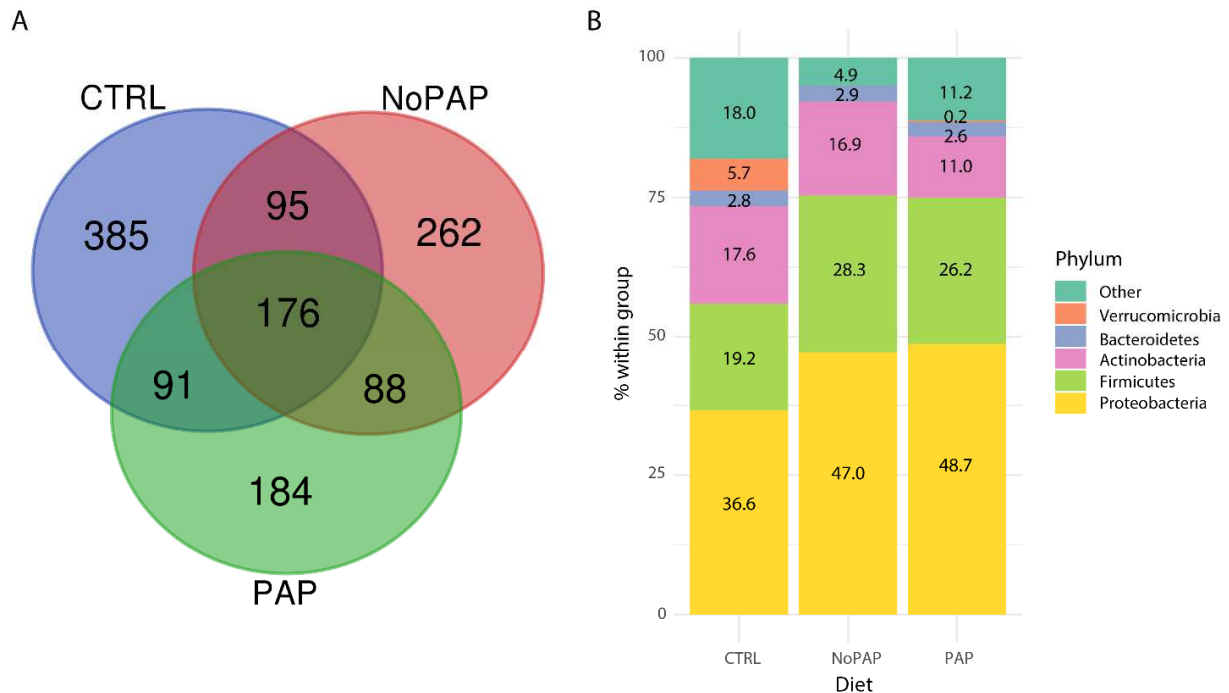 A
CTRL
NoPAP
95
385
262
176
91
88
184
PAP
B
% within group
100
75
50
25
0
18.0
5.7
2.8
17.6
19.2
36.6
4.9
2.9
16.9
28.3
47.0
11.2
0.2
2.6
11.0
26.2
48.7
CTRL
NoPAP
PAP
Diet
Phylum
Other
Verrucomicrobia
Bacteroidetes
Actinobacteria
Firmicutes
Proteobacteria